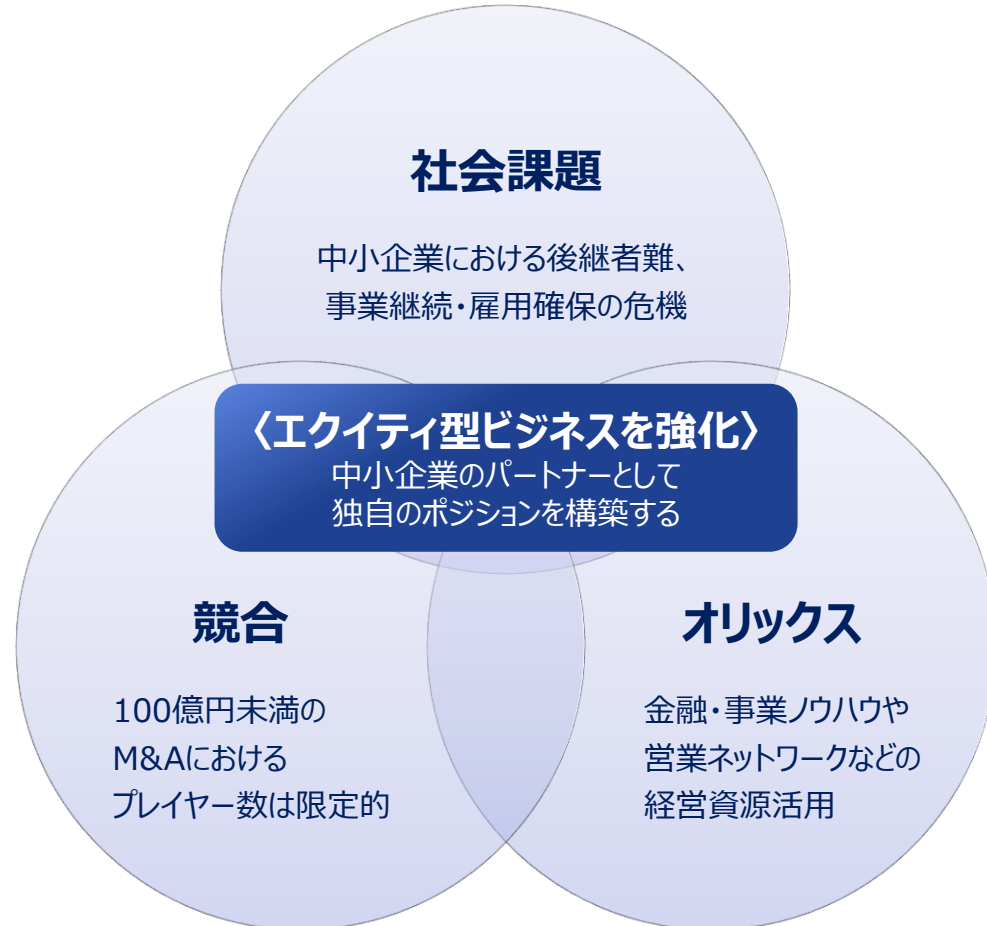 社会課題
中小企業における後継者難、
事業継続・雇用確保の危機
〈エクイティ型ビジネスを強化〉
中小企業のパートナーとして
独自のポジションを構築する
競合
100億円未満の
M&Aにおける
プレイヤー数は限定的
オリックス
金融・事業ノウハウや
営業ネットワークなどの
経営資源活用